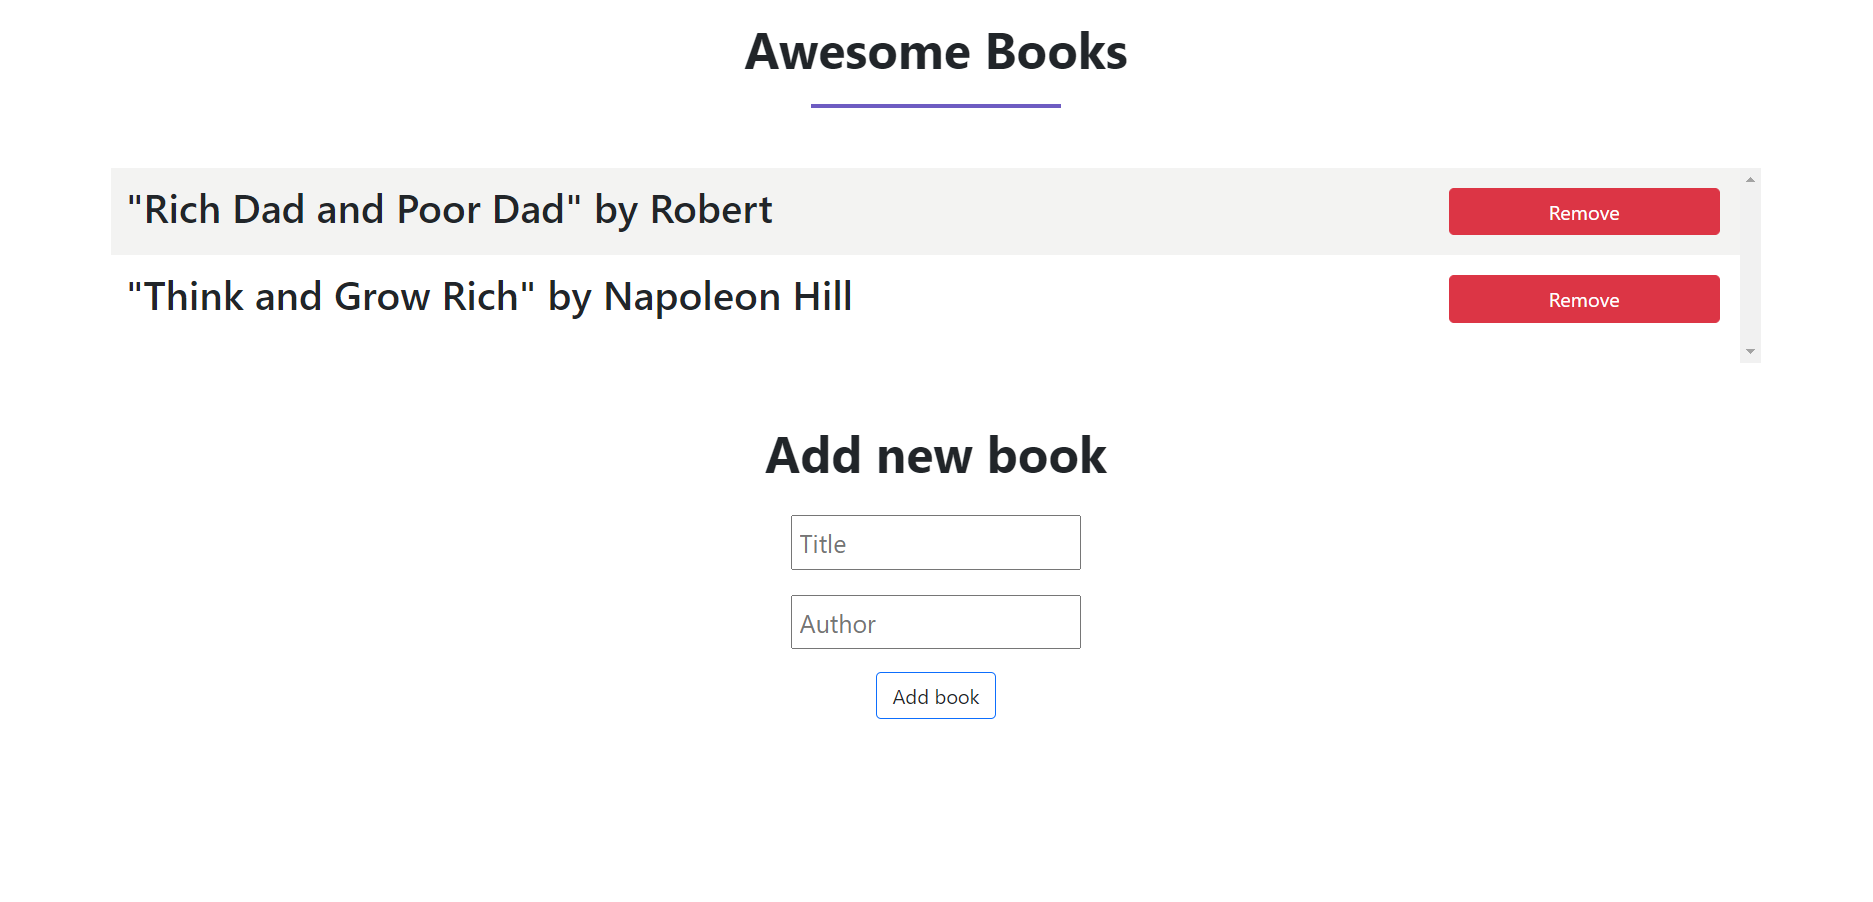 Awesome Books
"Rich Dad and Poor Dad" by Robert
Remove
"Think and Grow Rich" by Napoleon Hill
Remove
Add new book
Title
Author
Add book